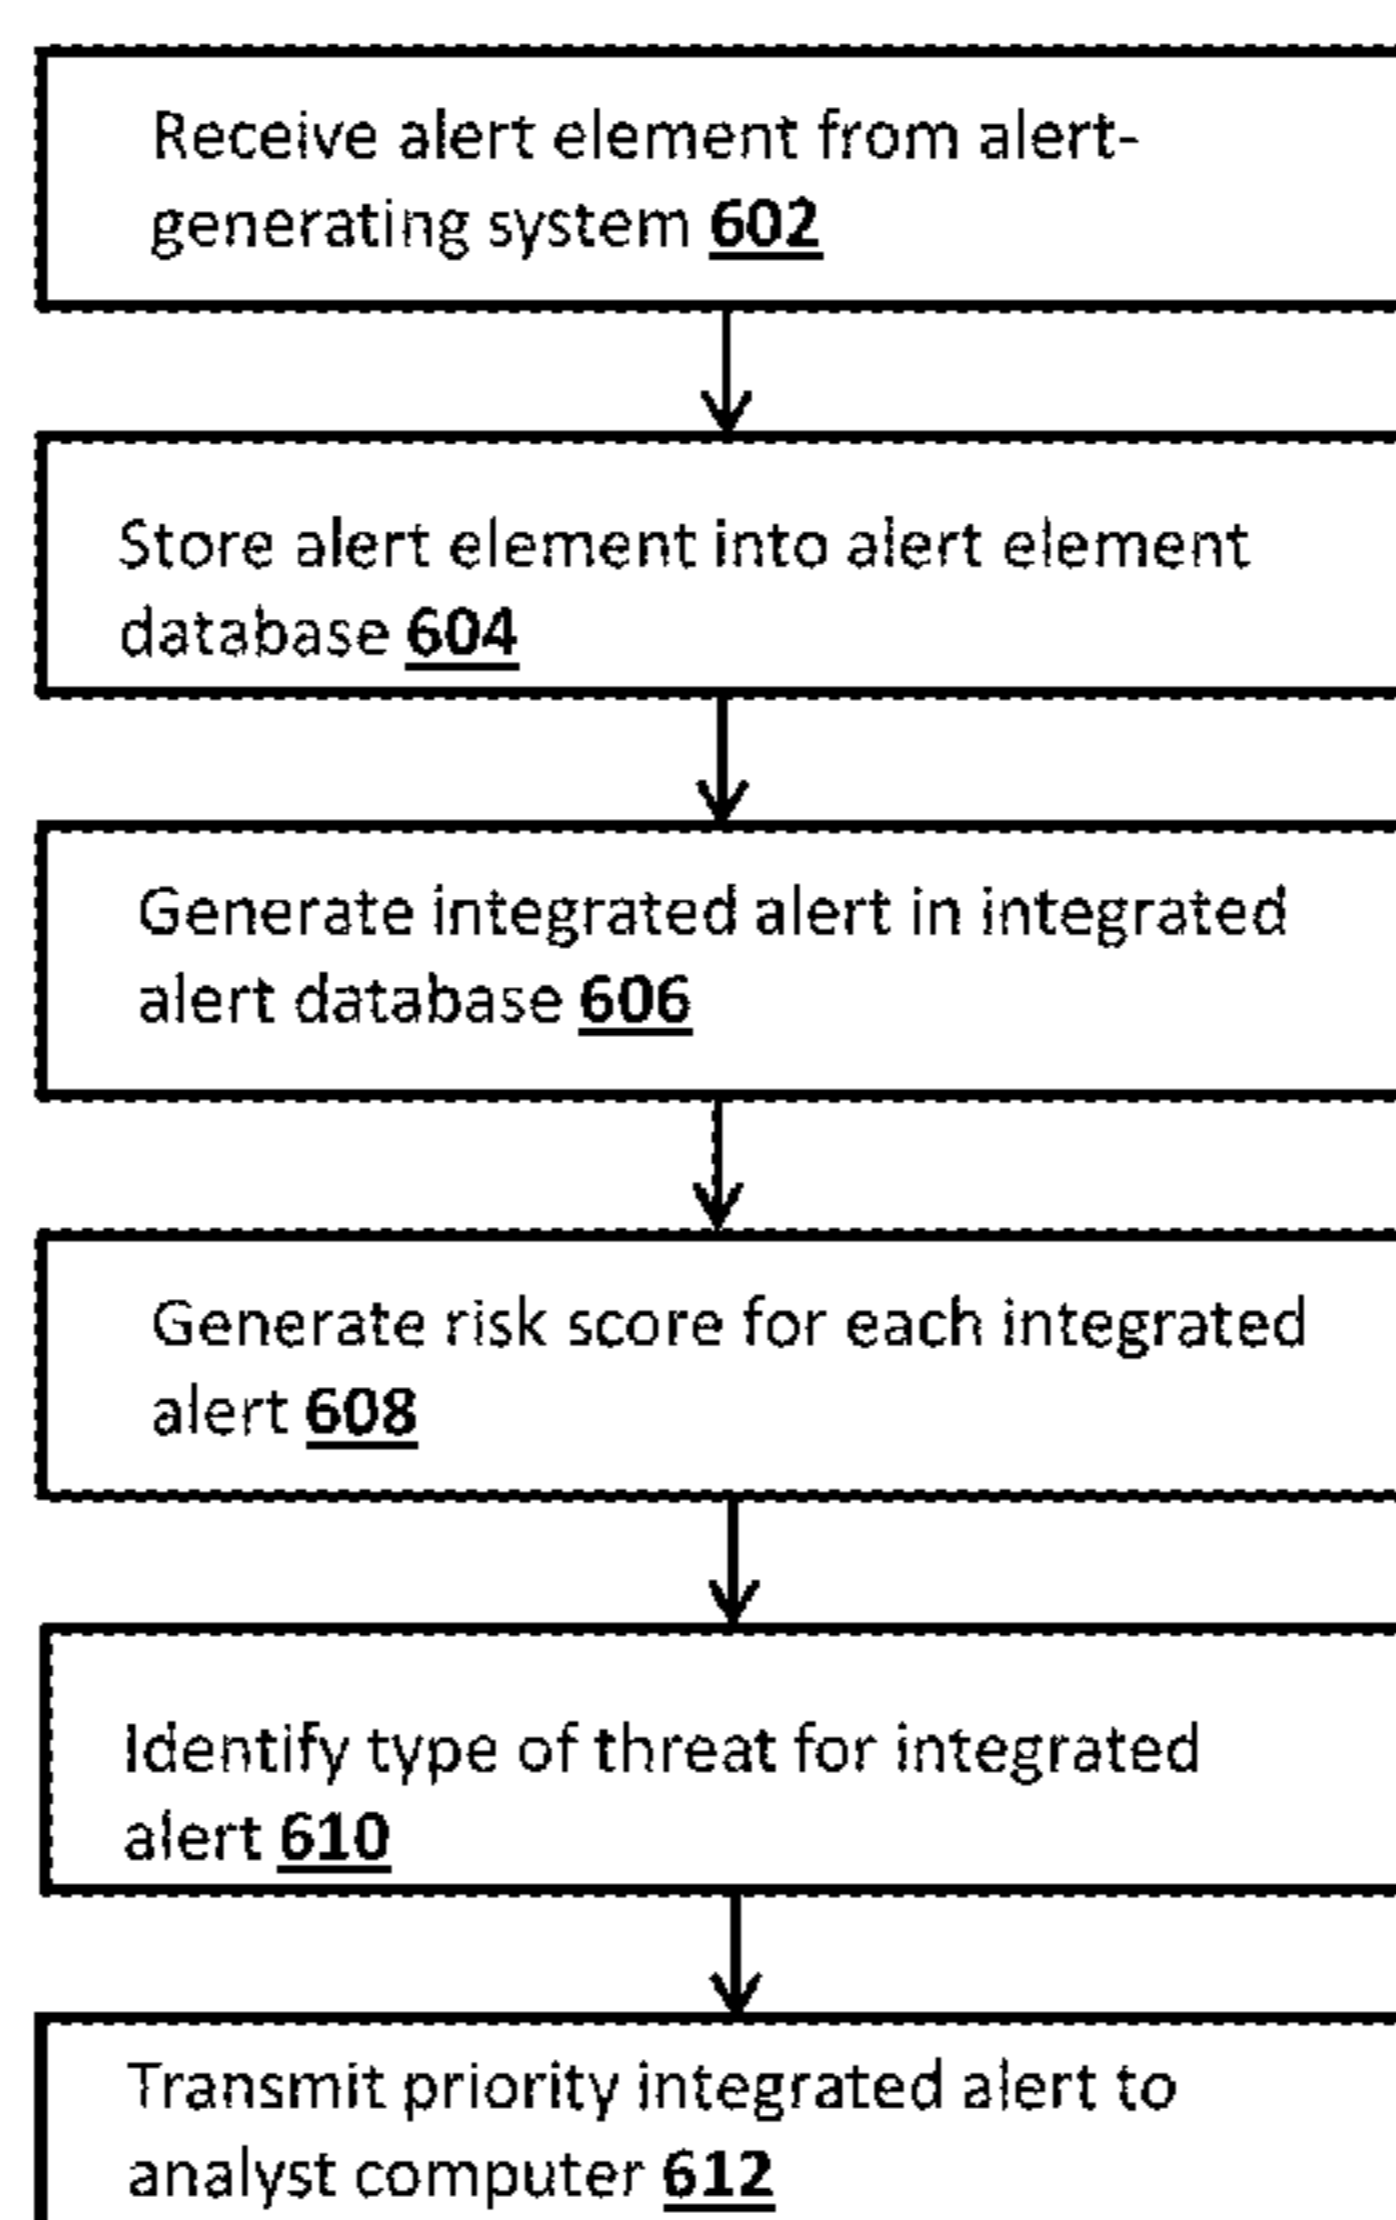 Receive alert element from alert-
generating system 602
Store alert element into alert element
database 604
Generate integrated alert in integrated
alert database 606
Generate risk score for each integrated
alert 608
Identify type of threat for integrated
alert 610
Transmit priority integrated alert to
analyst computer 612